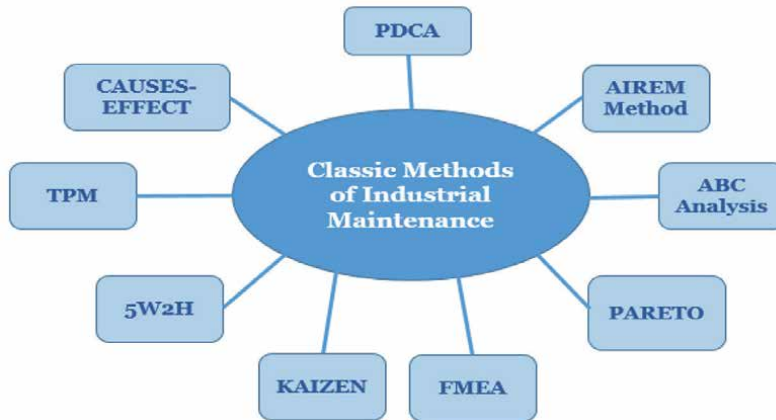 PDCA
CAUSES-
EFFECT
AIREM
Method
Classic Methods
of Industrial
Maintenance
TPM
ABC
Analysis
5W2H
PARETO
KAIZEN
FMEA